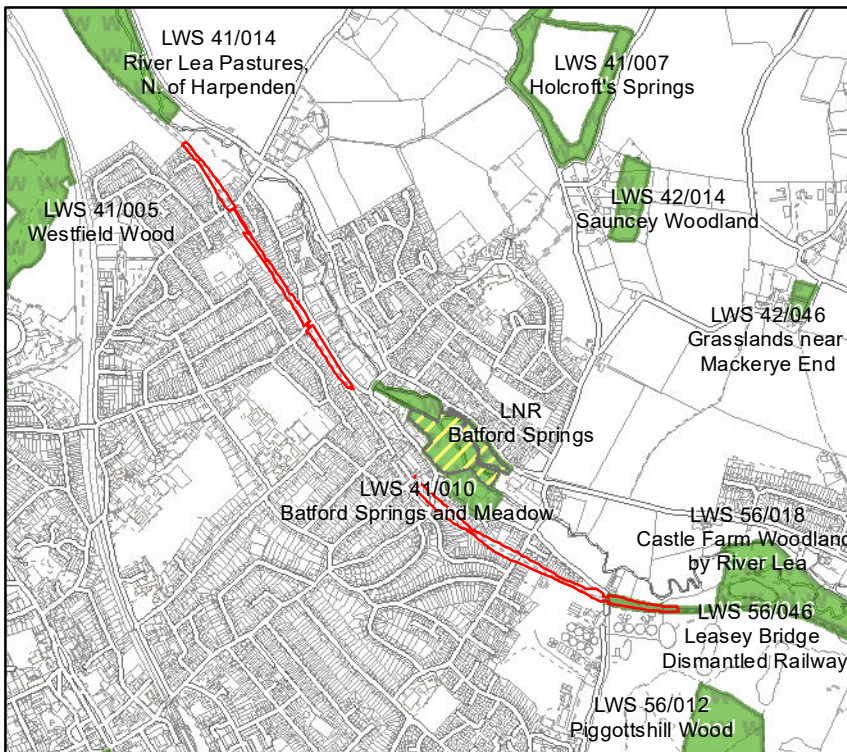 LWS 41/014
River Lea Pastures,
N. of Harpenden
LWS 41/007
Holcroft's Springs
LWS 41/005
Westfield Wood
LWS 42/014
Sauncey Woodland
LWS 42/046
Grasslands near
Mackerye End
LNR
Batford Springs
LWS 41/010
Batford Springs and Meadow
LWS 56/018
Castle Farm Woodland
by River Lea
LWS 56/046
Leasey Bridge
Dismantled Railway
LWS 56/012
Piggottshill Wood